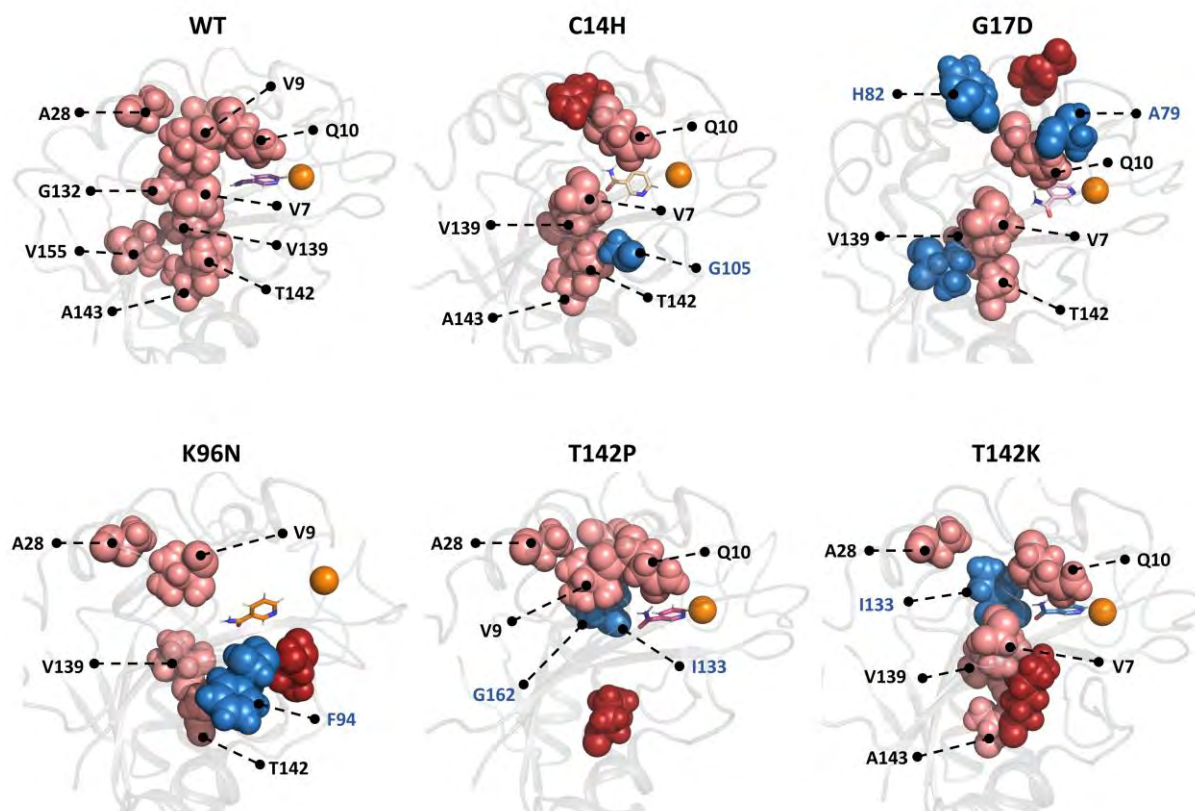 WT
V9
A28
Q10
G132
V7
V139
V155
T142
A143
C14H
Q10
V7
V139
G105
T142
A143
G17D
H82
A79
Q10
V139
V7
T142
K96N
A28
V9
V139
F94
T142
T142P
A28
Q10
V9
I133
G162
T142K
A28
Q10
I133
V7
V139
A143